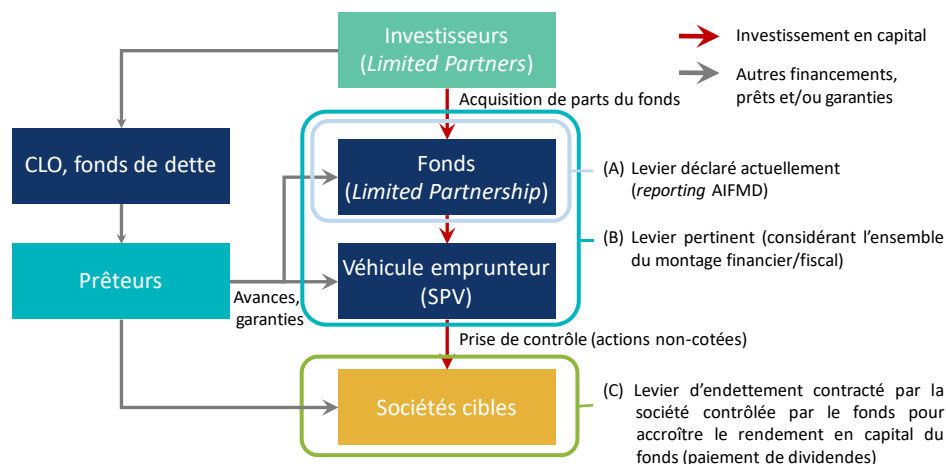 Investisseurs
(Limited Partners)
Investissement en capital
Autres financements,
prêts et/ou garanties
Acquisition de parts du fonds
CLO, fonds de dette
Fonds
(Limited Partnership)
(A) Levier déclaré actuellement
(reporting AIFMD)
(B) Levier pertinent (considérant l'ensemble
du montage financier/fiscal)
Prêteurs
Avances,
garanties
Véhicule emprunteur
(SPV)
Prise de contrôle (actions non-cotées)
Sociétés cibles
(C) Levier d'endettement contracté par la
société contrôlée par le fonds pour
accroître le rendement en capital du
fonds (paiement de dividendes)